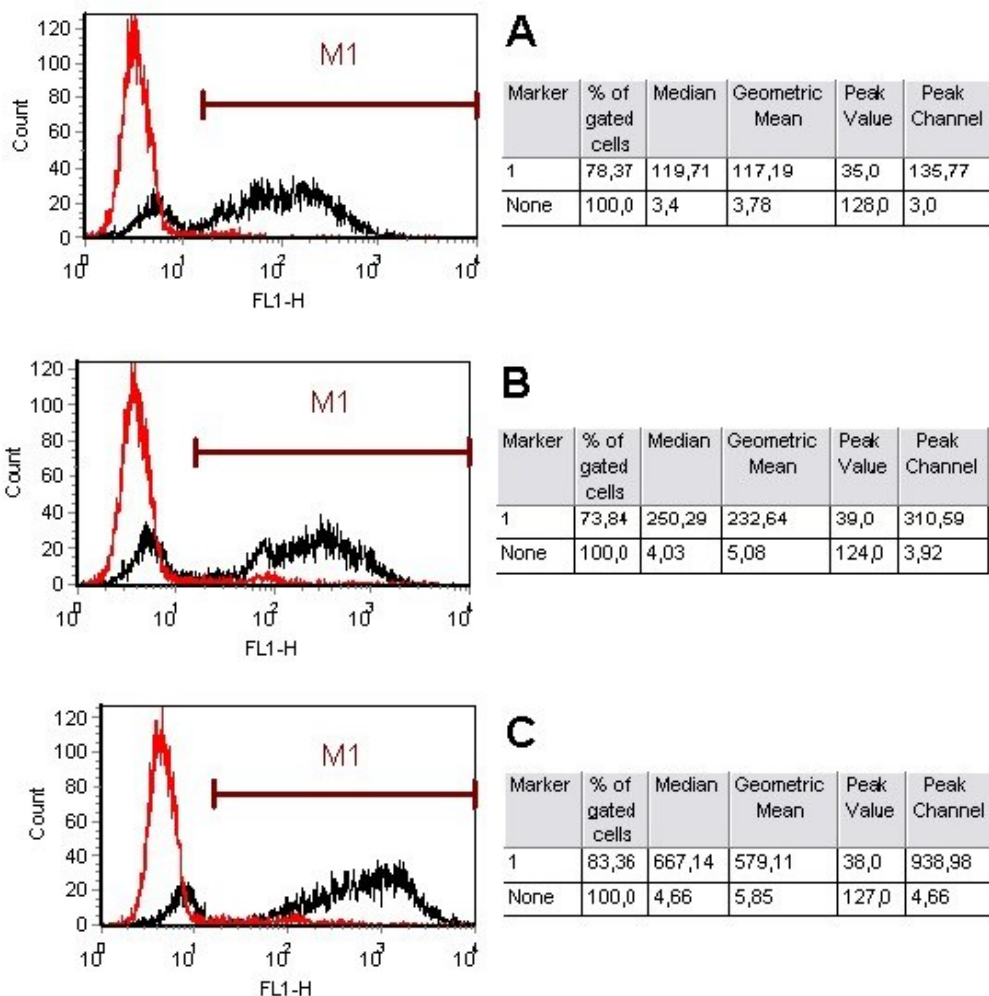 A
120
100
80
60
40
20
0
Count
M1
10^0 10^1 10^2 10^3 10^4
FL1-H
Marker % of gated cells Median Geometric Mean Peak Value Peak Channel
1 78,37 119,71 117,19 35,0 135,77
None 100,0 3,4 3,78 128,0 3,0
B
120
100
80
60
40
20
0
Count
M1
10^0 10^1 10^2 10^3 10^4
FL1-H
Marker % of gated cells Median Geometric Mean Peak Value Peak Channel
1 73,84 250,29 232,64 39,0 310,59
None 100,0 4,03 5,08 124,0 3,92
C
120
100
80
60
40
20
0
Count
M1
10^0 10^1 10^2 10^3 10^4
FL1-H
Marker % of gated cells Median Geometric Mean Peak Value Peak Channel
1 83,36 667,14 579,11 38,0 938,98
None 100,0 4,66 5,85 127,0 4,66